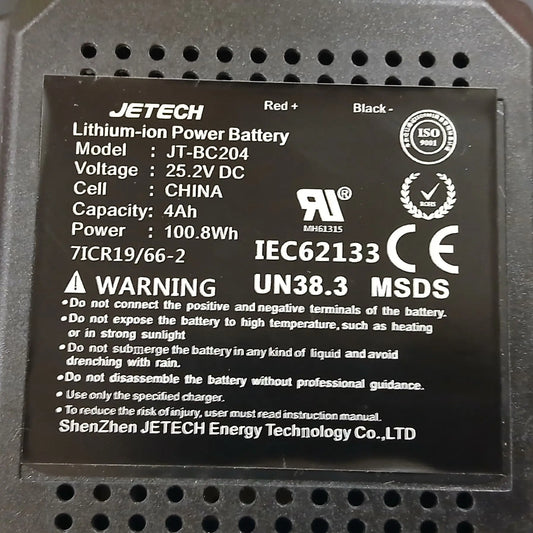 JETECH
Red + Black -
Lithium-ion Power Battery
Model : JT-BC204
Voltage : 25.2V DC
Cell : CHINA
Capacity: 4Ah
Power : 100.8Wh
7ICR19/66-2
ISO
9001
ROHS
RU®
MH61315
IEC62133 CE
UN38.3 MSDS
WARNING
•Do not connect the positive and negative terminals of the battery.
•Do not expose the battery to high temperature, such as heating
or in strong sunlight
•Do not submerge the battery in any kind of liquid and avoid
drenching with rain.
•Do not disassemble the battery without professional guidance.
•Use only the specified charger.
•To reduce the risk of injury, user must read instruction manual.
ShenZhen JETECH Energy Technology Co.,LTD